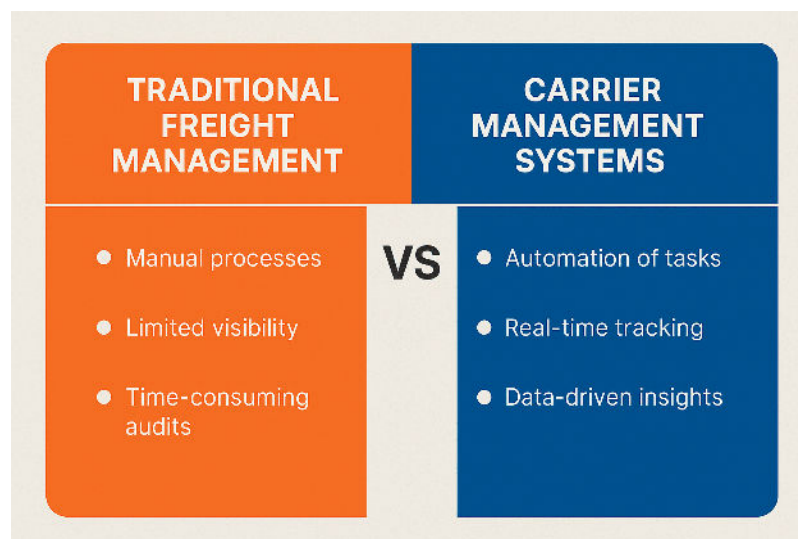 TRADITIONAL
FREIGHT
MANAGEMENT
CARRIER
MANAGEMENT
SYSTEMS
Manual processes
Limited visibility
Time-consuming
audits
VS
Automation of tasks
Real-time tracking
Data-driven insights